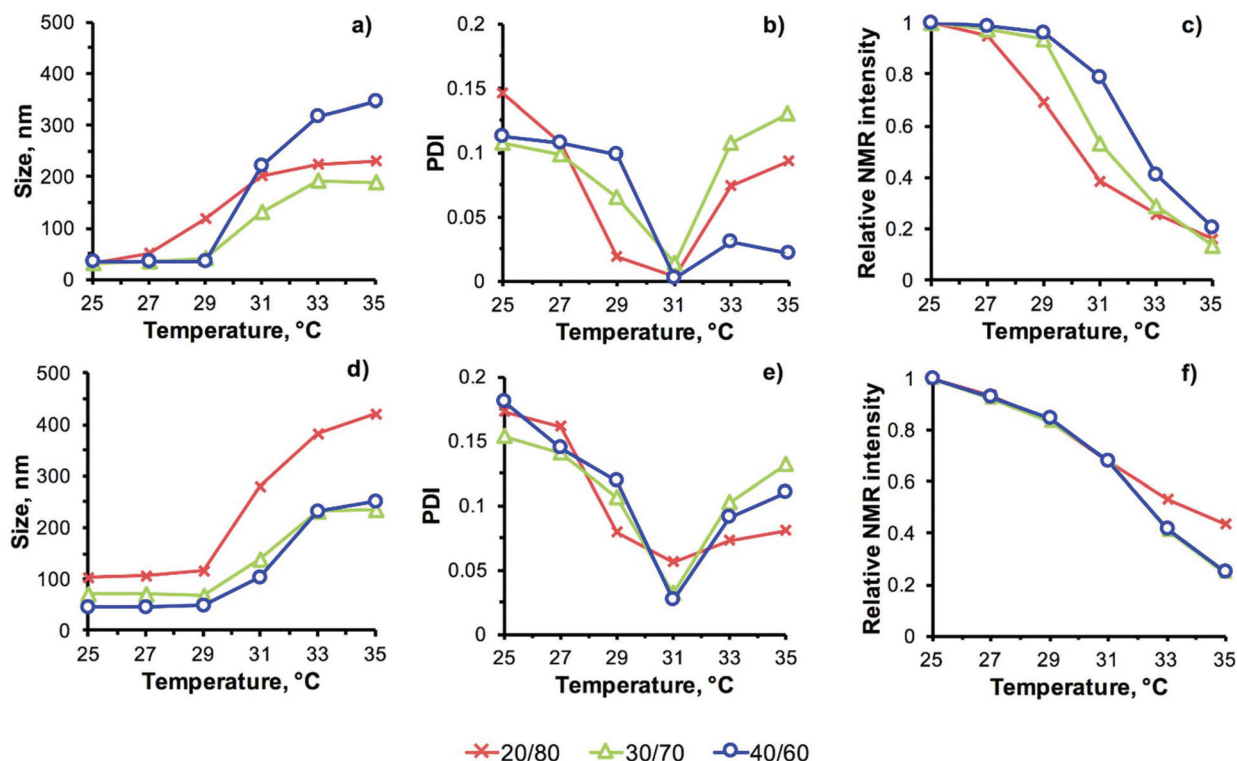 a)
500
400
300
200
100
0
Size, nm
25 27 29 31 33 35
Temperature, °C
b)
0.2
0.15
0.1
0.05
0
PDI
25 27 29 31 33 35
Temperature, °C
c)
1
0.8
0.6
0.4
0.2
0
Relative NMR intensity
25 27 29 31 33 35
Temperature, °C
d)
500
400
300
200
100
0
Size, nm
25 27 29 31 33 35
Temperature, °C
e)
0.2
0.15
0.1
0.05
0
PDI
25 27 29 31 33 35
Temperature, °C
f)
1
0.8
0.6
0.4
0.2
0
Relative NMR intensity
25 27 29 31 33 35
Temperature, °C
20/80 30/70 40/60